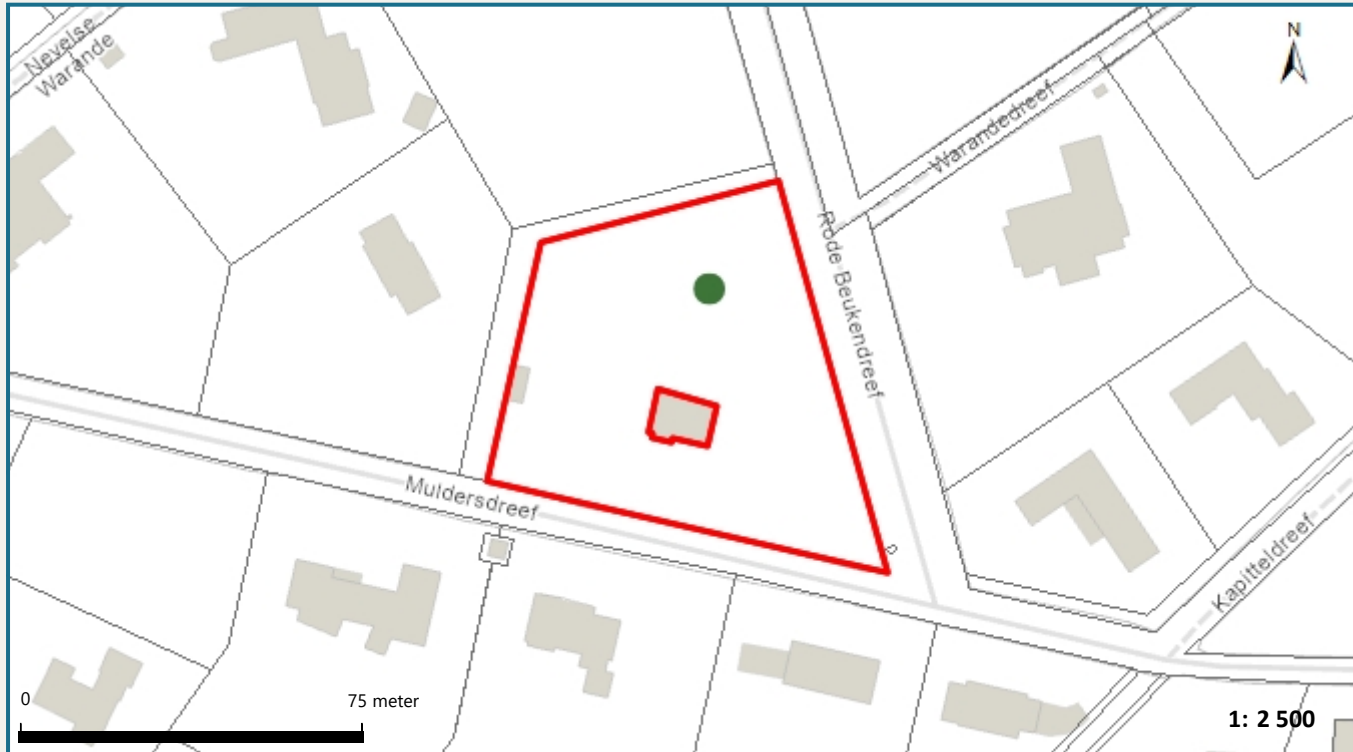 Nevelse
Warande
N
Warandedreef
Rode-Beukendreef
Muldersdreef
Kapitteldreef
0
75 meter
1: 2 500